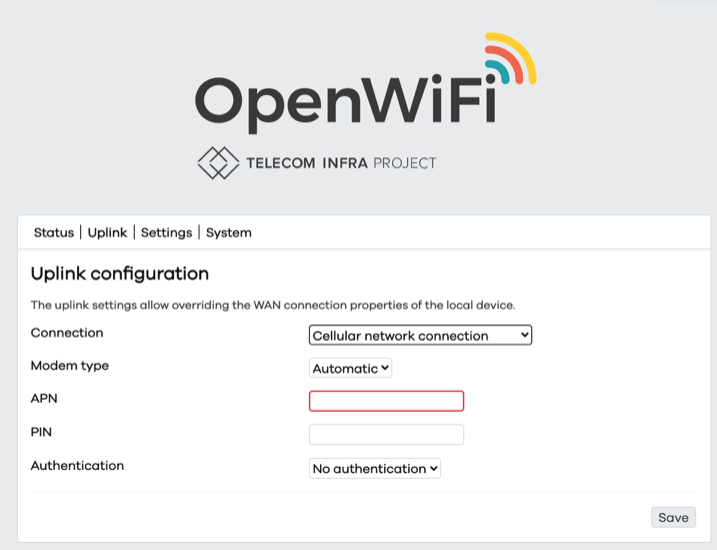 OpenWiFi
TELECOM INFRA PROJECT
Status | Uplink | Settings | System
Uplink configuration
The uplink settings allow overriding the WAN connection properties of the local device.
Connection Cellular network connection
Modem type Automatic
APN
PIN
Authentication No authentication
Save